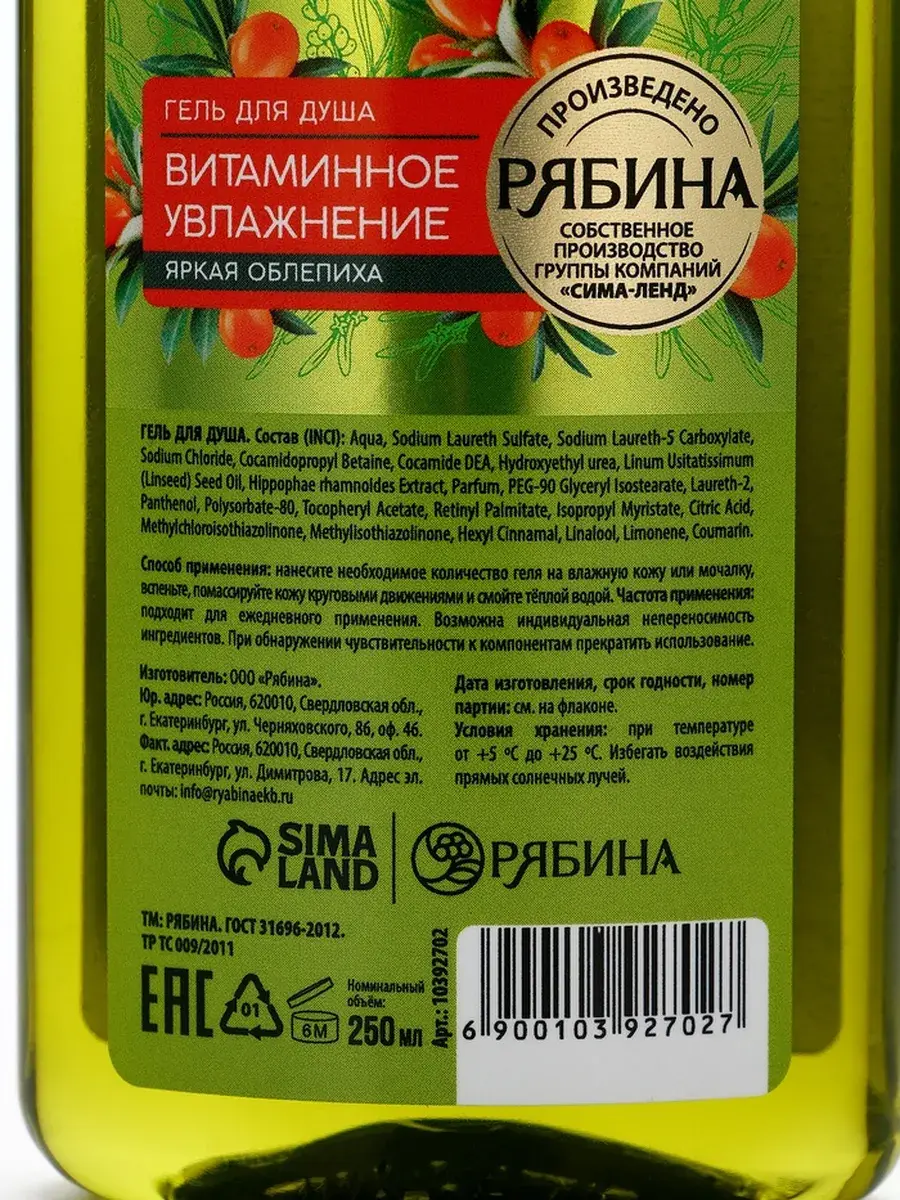 ГЕЛЬ ДЛЯ ДУША
ВИТАМИННОЕ
УВЛАЖНЕНИЕ
ЯРКАЯ ОБЛЕПИХА
ПРОИЗВЕДЕНО
РЯБИНА
СОБСТВЕННОЕ
ПРОИЗВОДСТВО
ГРУППЫ КОМПАНИЙ
«СИМА-ЛЕНД»
ГЕЛЬ ДЛЯ ДУША. Состав (INCI): Aqua, Sodium Laureth Sulfate, Sodium Laureth-5 Carboxylate,
Sodium Chloride, Cocamidopropyl Betaine, Cocamide DEA, Hydroxyethyl urea, Linum Usitatissimum
(Linseed) Seed Oil, Hippophae rhamnoides Extract, Parfum, PEG-90 Glyceryl Isostearate, Laureth-2,
Panthenol, Polysorbate-80, Tocopheryl Acetate, Retinyl Palmitate, Isopropyl Myristate, Citric Acid,
Methylchloroisothiazolinone, Methylisothiazolinone, Hexyl Cinnamal, Linalool, Limonene, Coumarin.
Способ применения: нанесите необходимое количество геля на влажную кожу или мочалку,
вспеньте, помассируйте кожу круговыми движениями и смойте тёплой водой. Частота применения:
подходит для ежедневного применения. Возможна индивидуальная непереносимость
ингредиентов. При обнаружении чувствительности к компонентам прекратить использование.
Изготовитель: ООО «Рябина».
Юр. адрес: Россия, 620010, Свердловская обл.,
г. Екатеринбург, ул. Черняховского, 86, оф. 46.
Факт. адрес: Россия, 620010, Свердловская обл.,
г. Екатеринбург, ул. Димитрова, 17. Адрес эл.
почты: info@ryabinaekb.ru
Дата изготовления, срок годности, номер
партии: см. на флаконе.
Условия хранения: при температуре
от +5 ºС до +25 ºС. Избегать воздействия
прямых солнечных лучей.
SIMA
LAND
РЯБИНА
ТМ: РЯБИНА. ГОСТ 31696-2012.
ТР ТС 009/2011
ЕАС
01
6М
Номинальный
объём:
250 мл
Арт.: 10392702
6 900103 927027